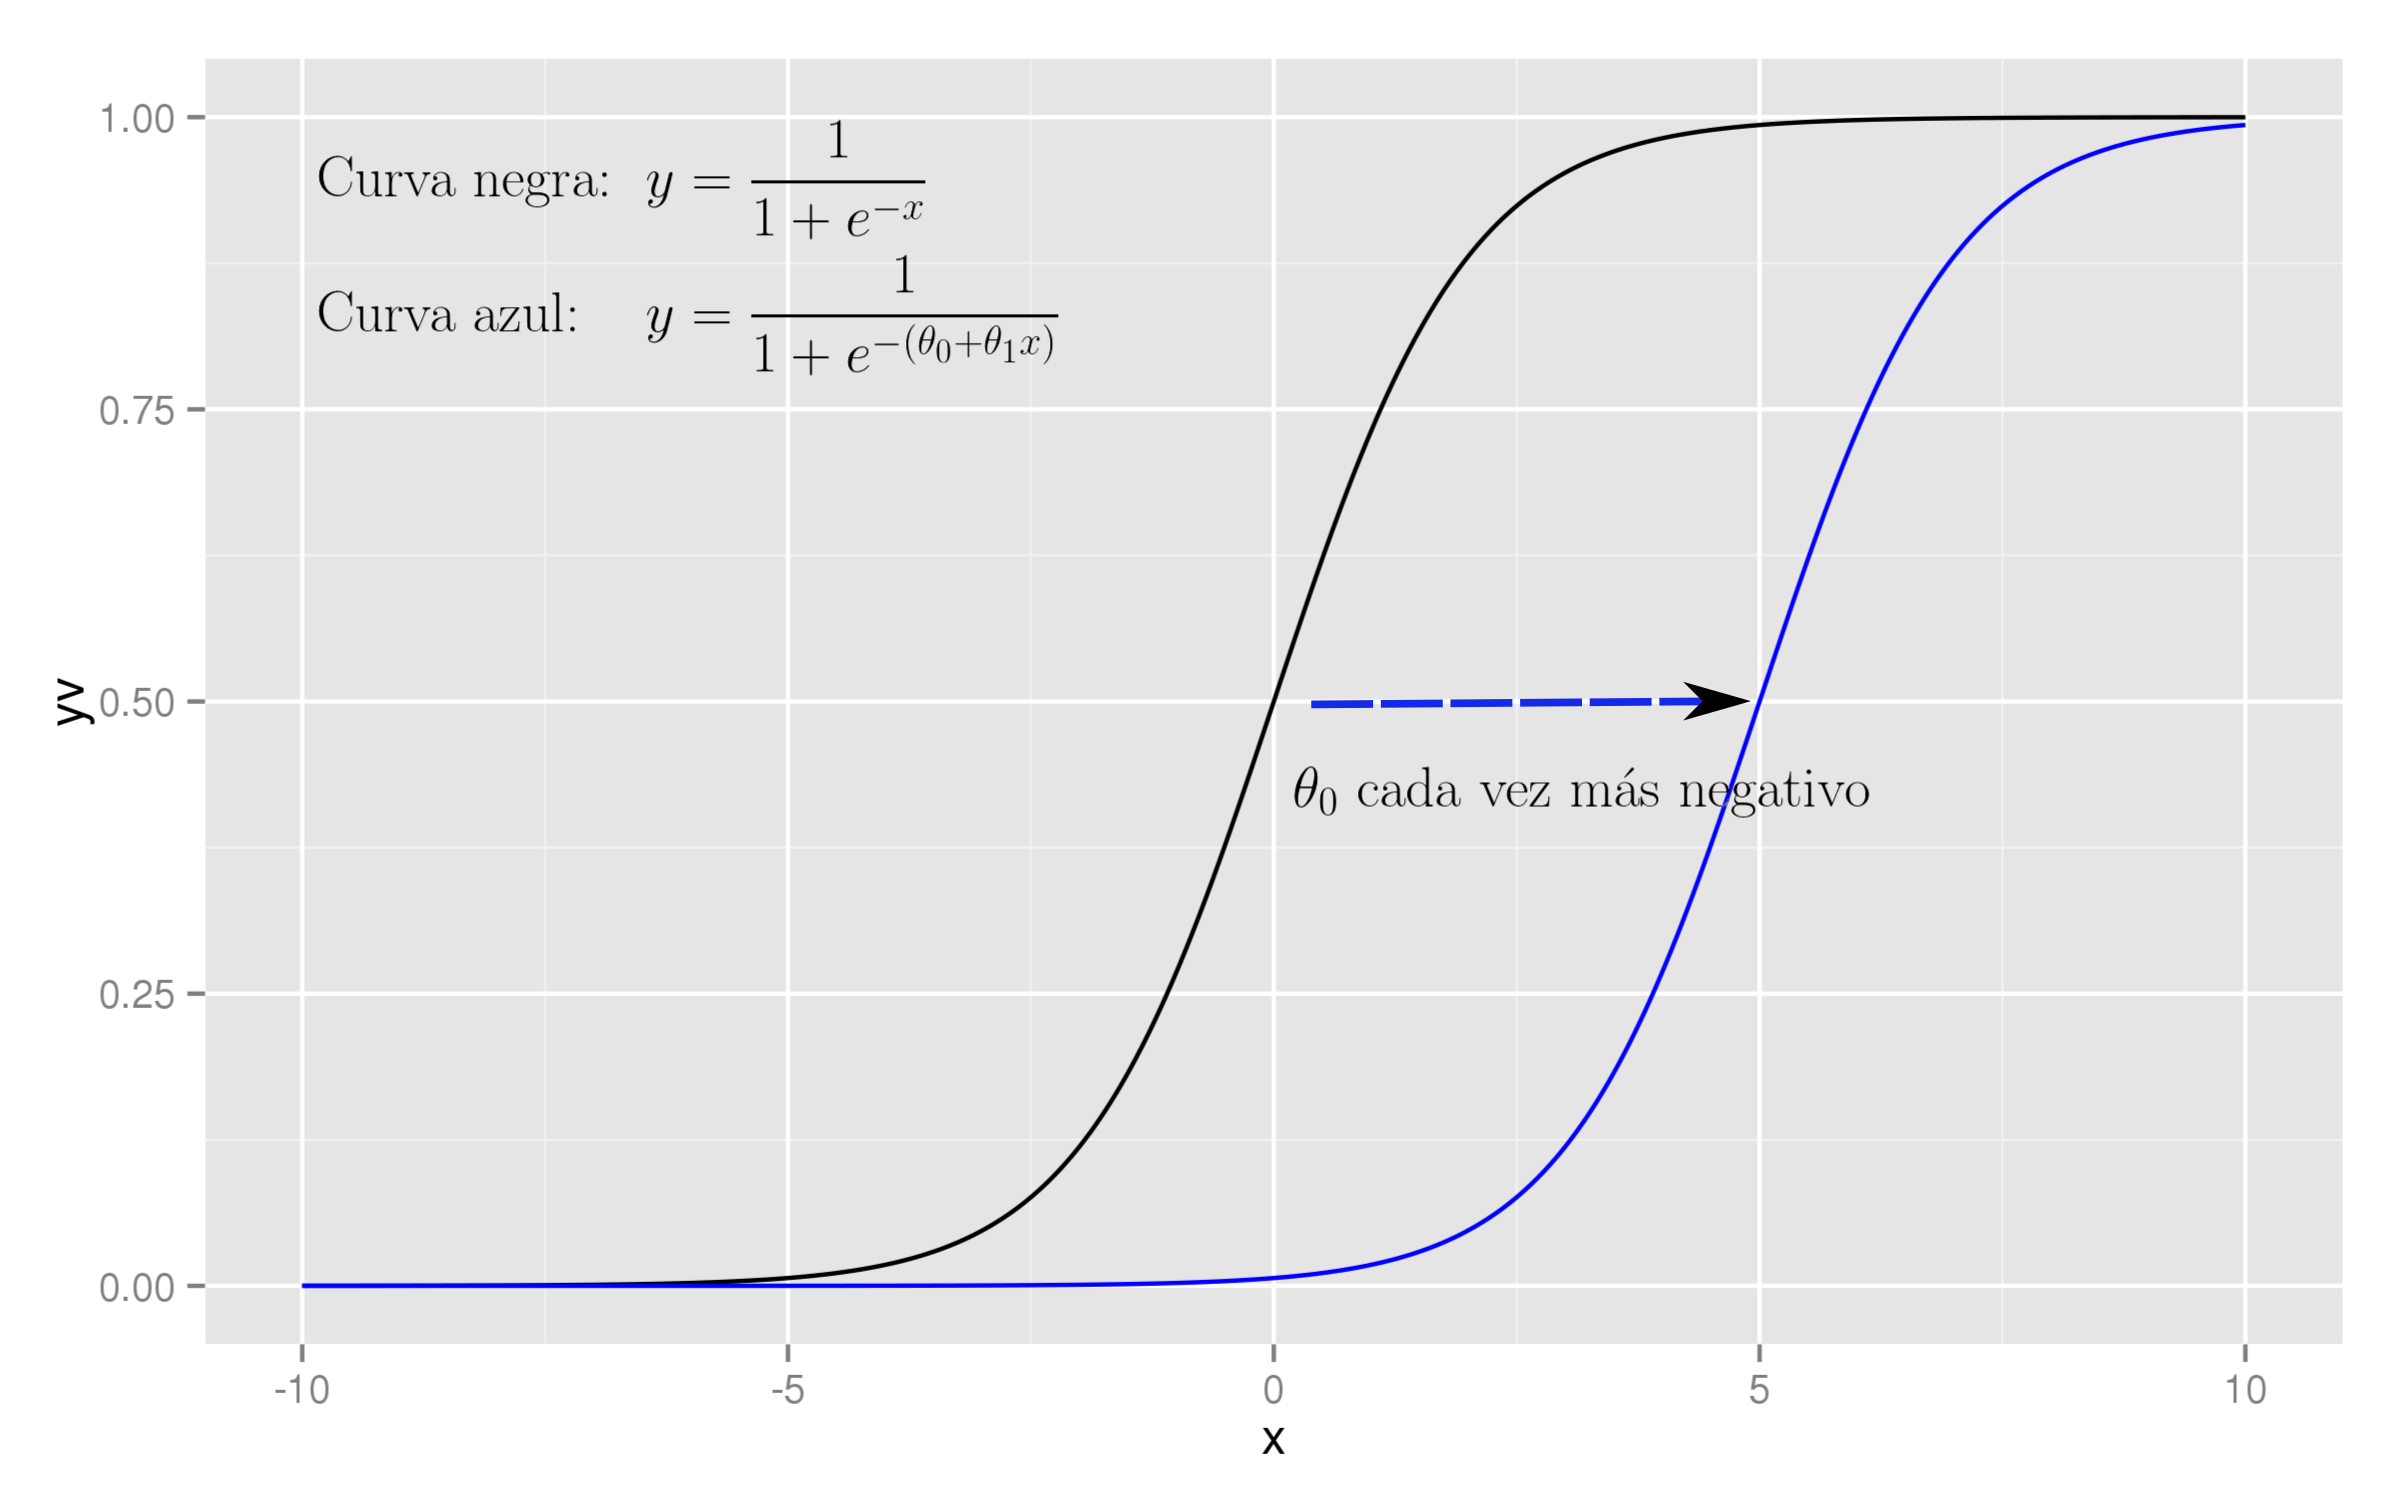 Curva negra: y = 1/(1 + e^{-x})
Curva azul: y = 1/(1 + e^{-(θ₀+θ₁x)})
θ₀ cada vez más negativo
yv
1.00
0.75
0.50
0.25
0.00
-10 -5 0 5 10
x